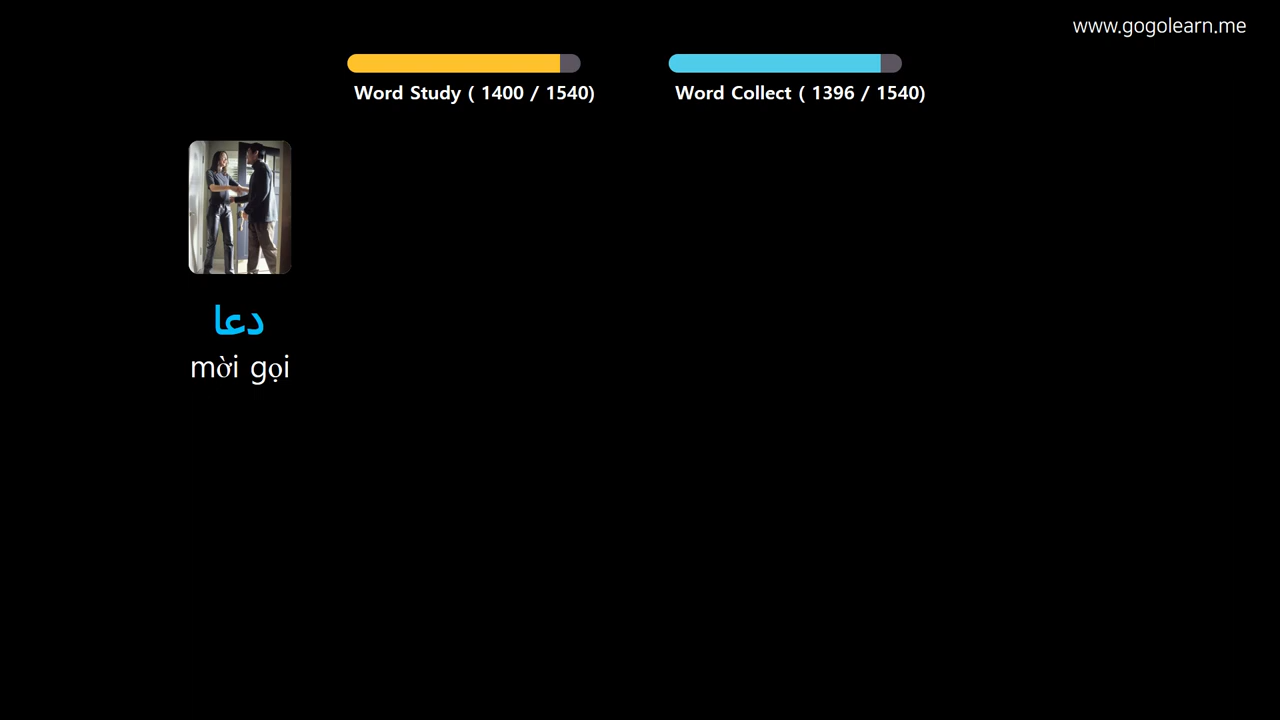 www.gogolearn.me
Word Study ( 1400 / 1540)
Word Collect ( 1396 / 1540)
دعا
mời gọi